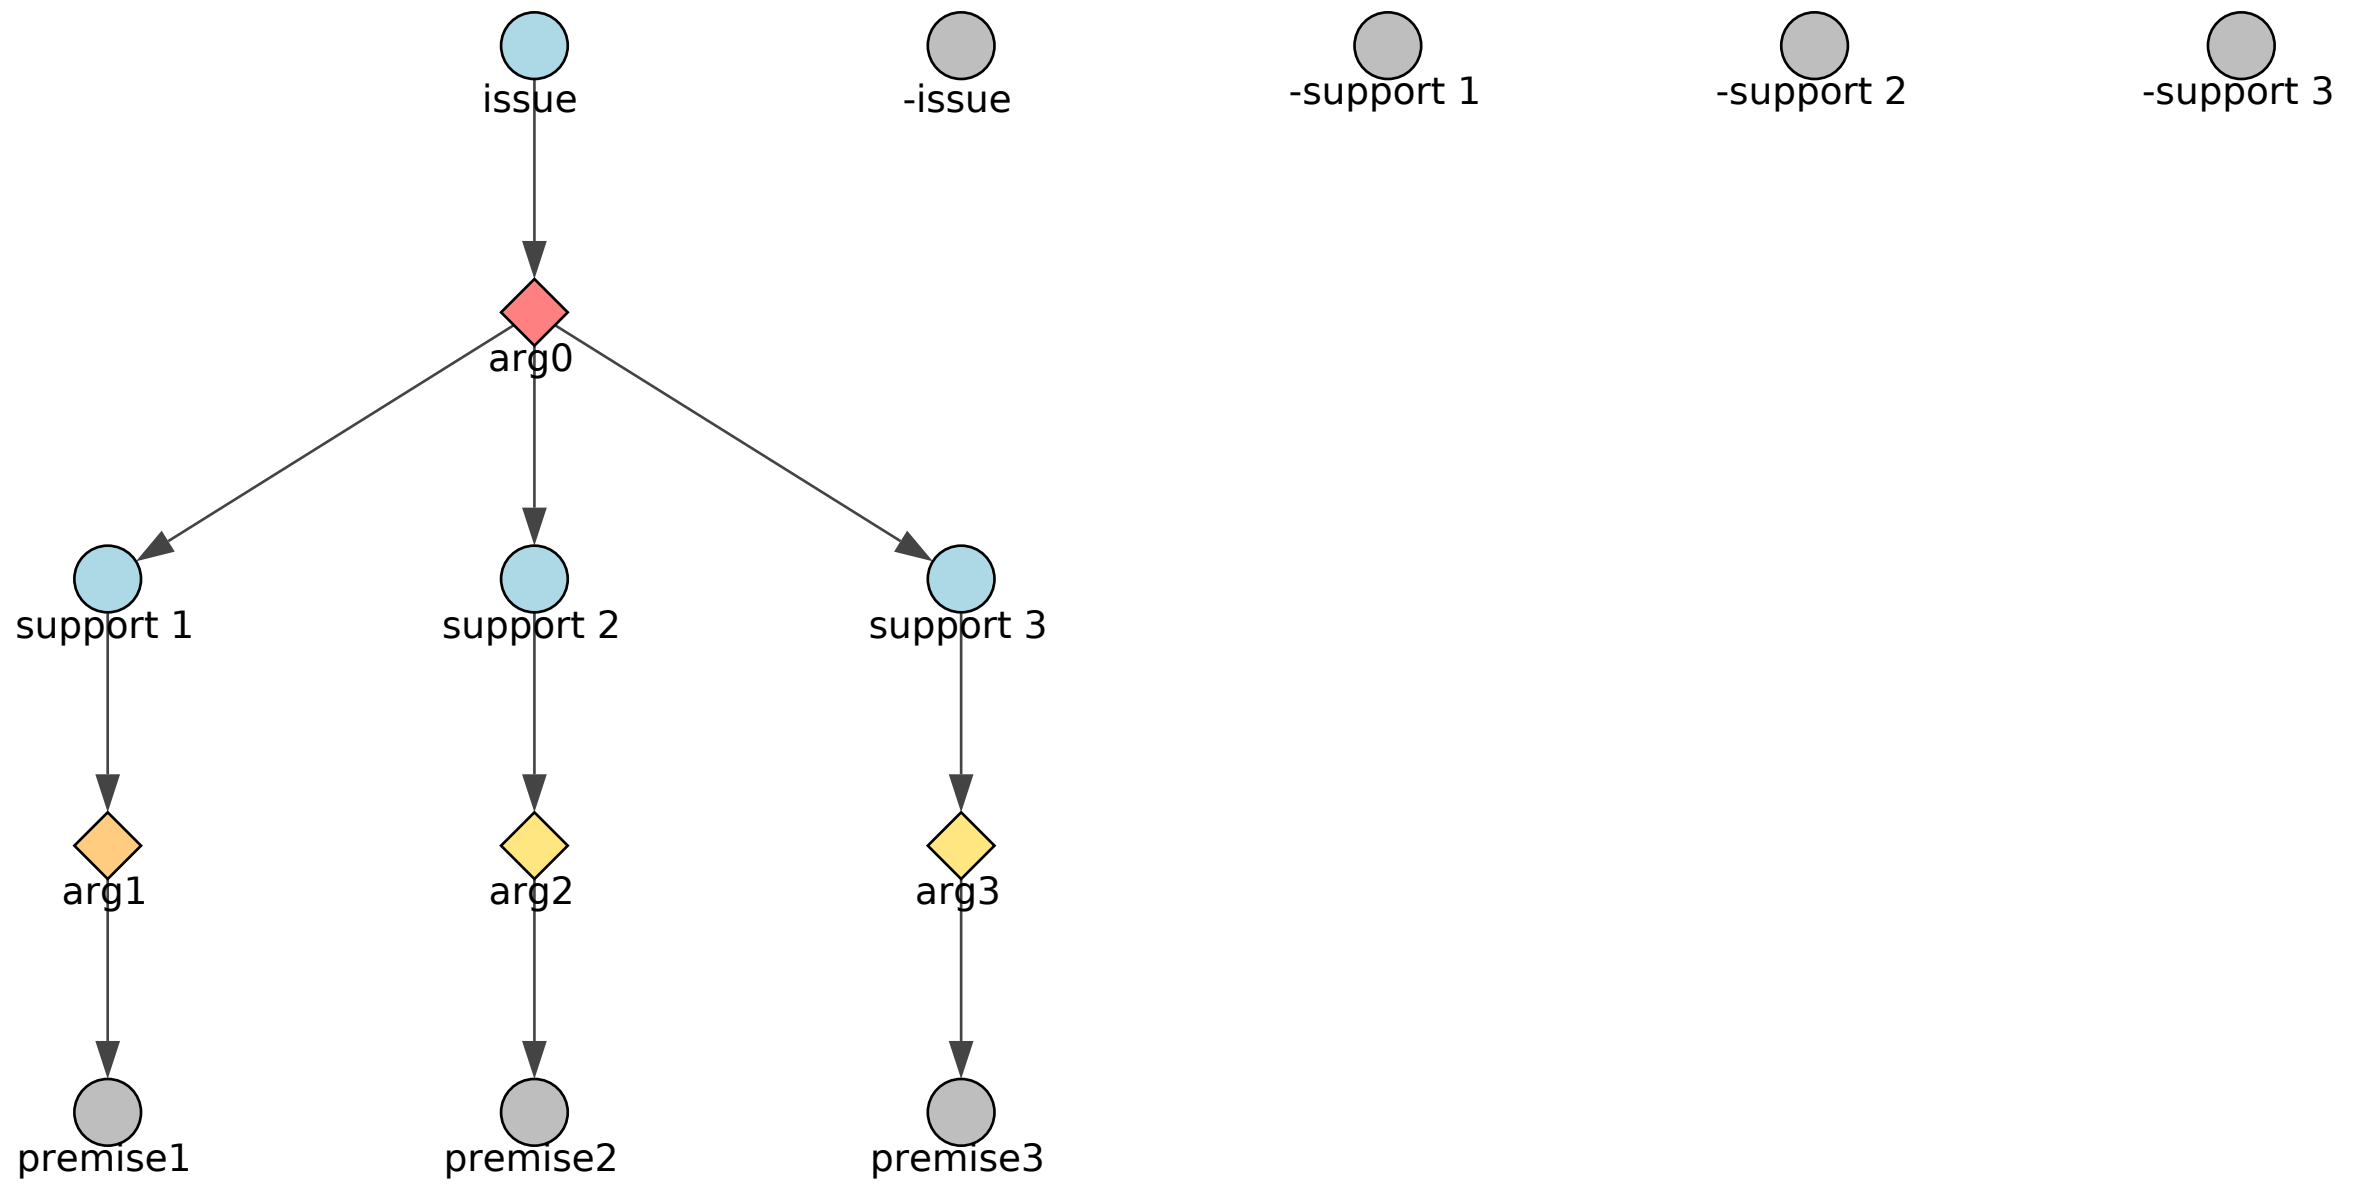 issue
-issue
-support 1
-support 2
-support 3
arg0
support 1
support 2
support 3
arg1
arg2
arg3
premise1
premise2
premise3